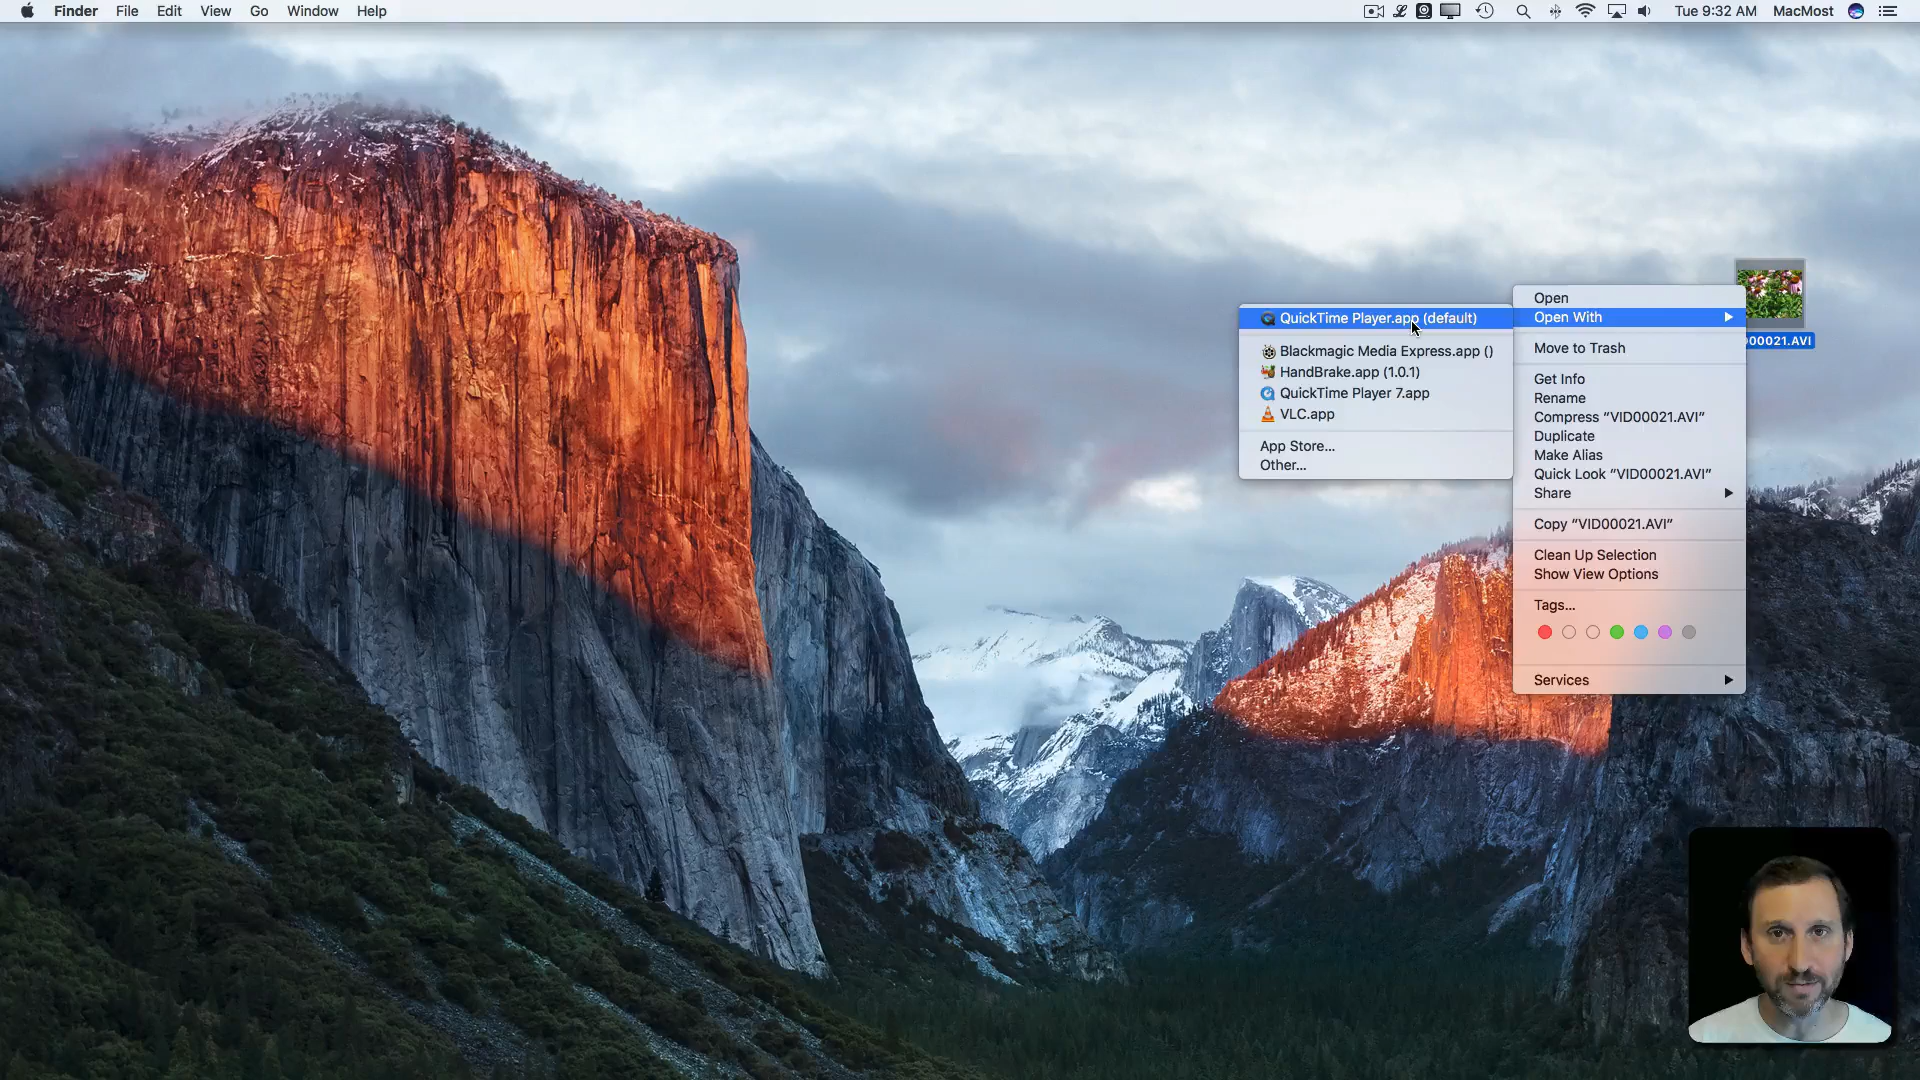 Finder File Edit View Go Window Help Tue 9:32 AM MacMost
Open
Open With
Move to Trash
Get Info
Rename
Compress “VID00021.AVI”
Duplicate
Make Alias
Quick Look “VID00021.AVI”
Share
Copy “VID00021.AVI”
Clean Up Selection
Show View Options
Tags...
Services
QuickTime Player.app (default)
Blackmagic Media Express.app ()
HandBrake.app (1.0.1)
QuickTime Player 7.app
VLC.app
App Store...
Other...
00021.AVI